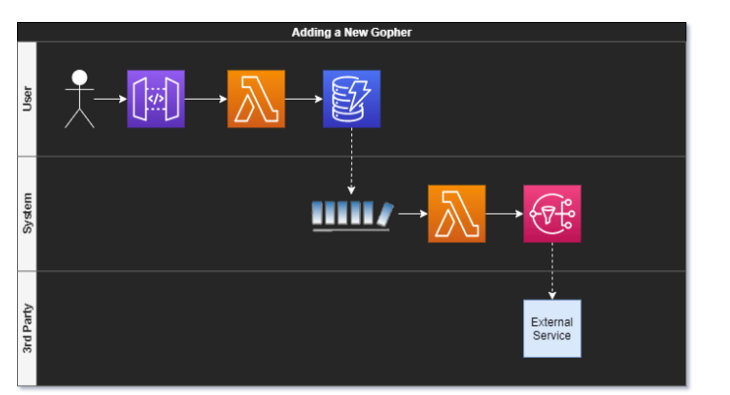 Adding a New Gopher
User
</>
System
3rd Party
External
Service